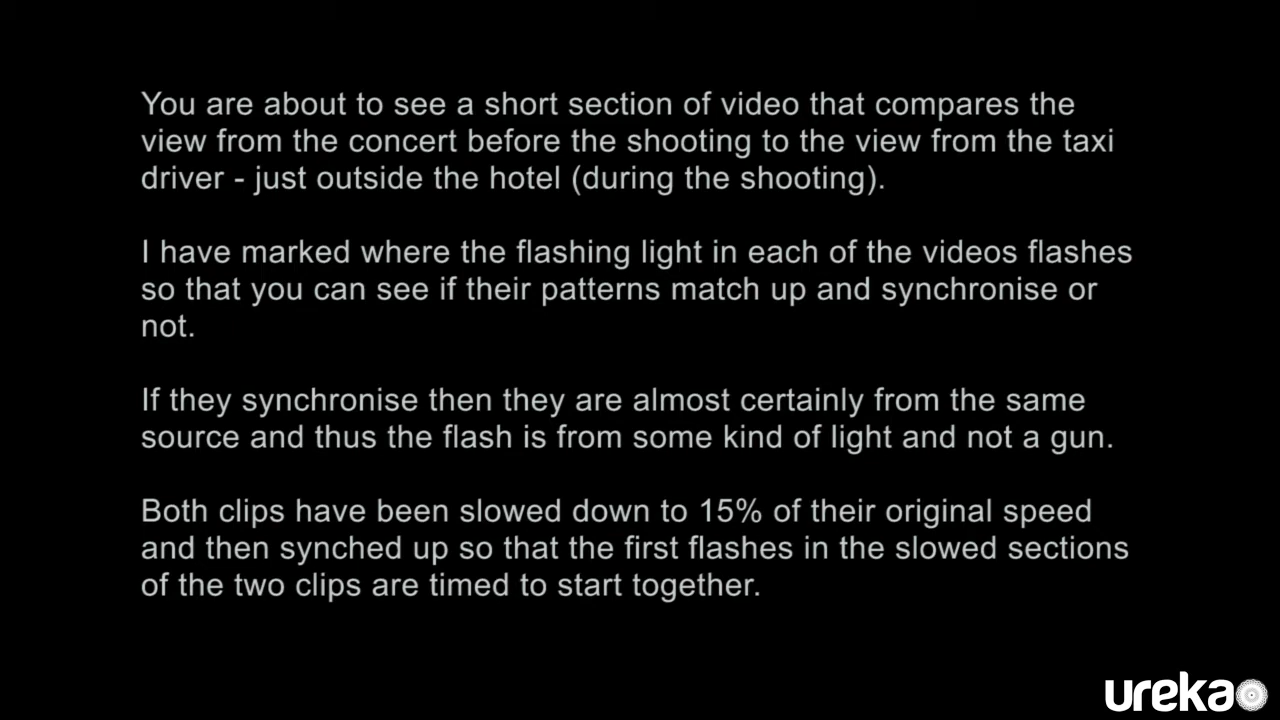 You are about to see a short section of video that compares the
view from the concert before the shooting to the view from the taxi
driver - just outside the hotel (during the shooting).
I have marked where the flashing light in each of the videos flashes
so that you can see if their patterns match up and synchronise or
not.
If they synchronise then they are almost certainly from the same
source and thus the flash is from some kind of light and not a gun.
Both clips have been slowed down to 15% of their original speed
and then synched up so that the first flashes in the slowed sections
of the two clips are timed to start together.
ureka